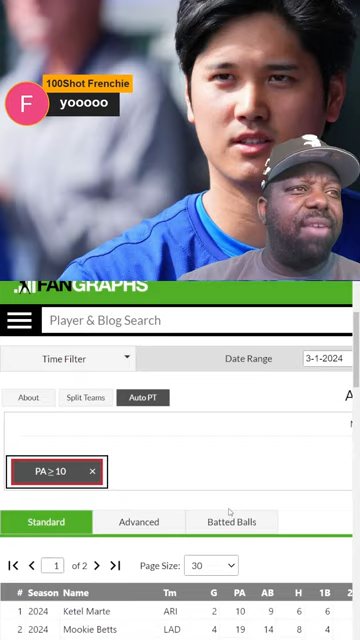 100Shot Frenchie
F
yooooo
FANGRAPHS
Player & Blog Search
Time Filter
Date Range
3-1-2024
About
Split Teams
Auto PT
A
PA ≥ 10 ×
Standard
Advanced
Batted Balls
1 of 2
Page Size: 30
# Season Name Tm G PA AB H 1B 2
1 2024 Ketel Marte ARI 2 10 9 6 6
2 2024 Mookie Betts LAD 4 19 14 8 4